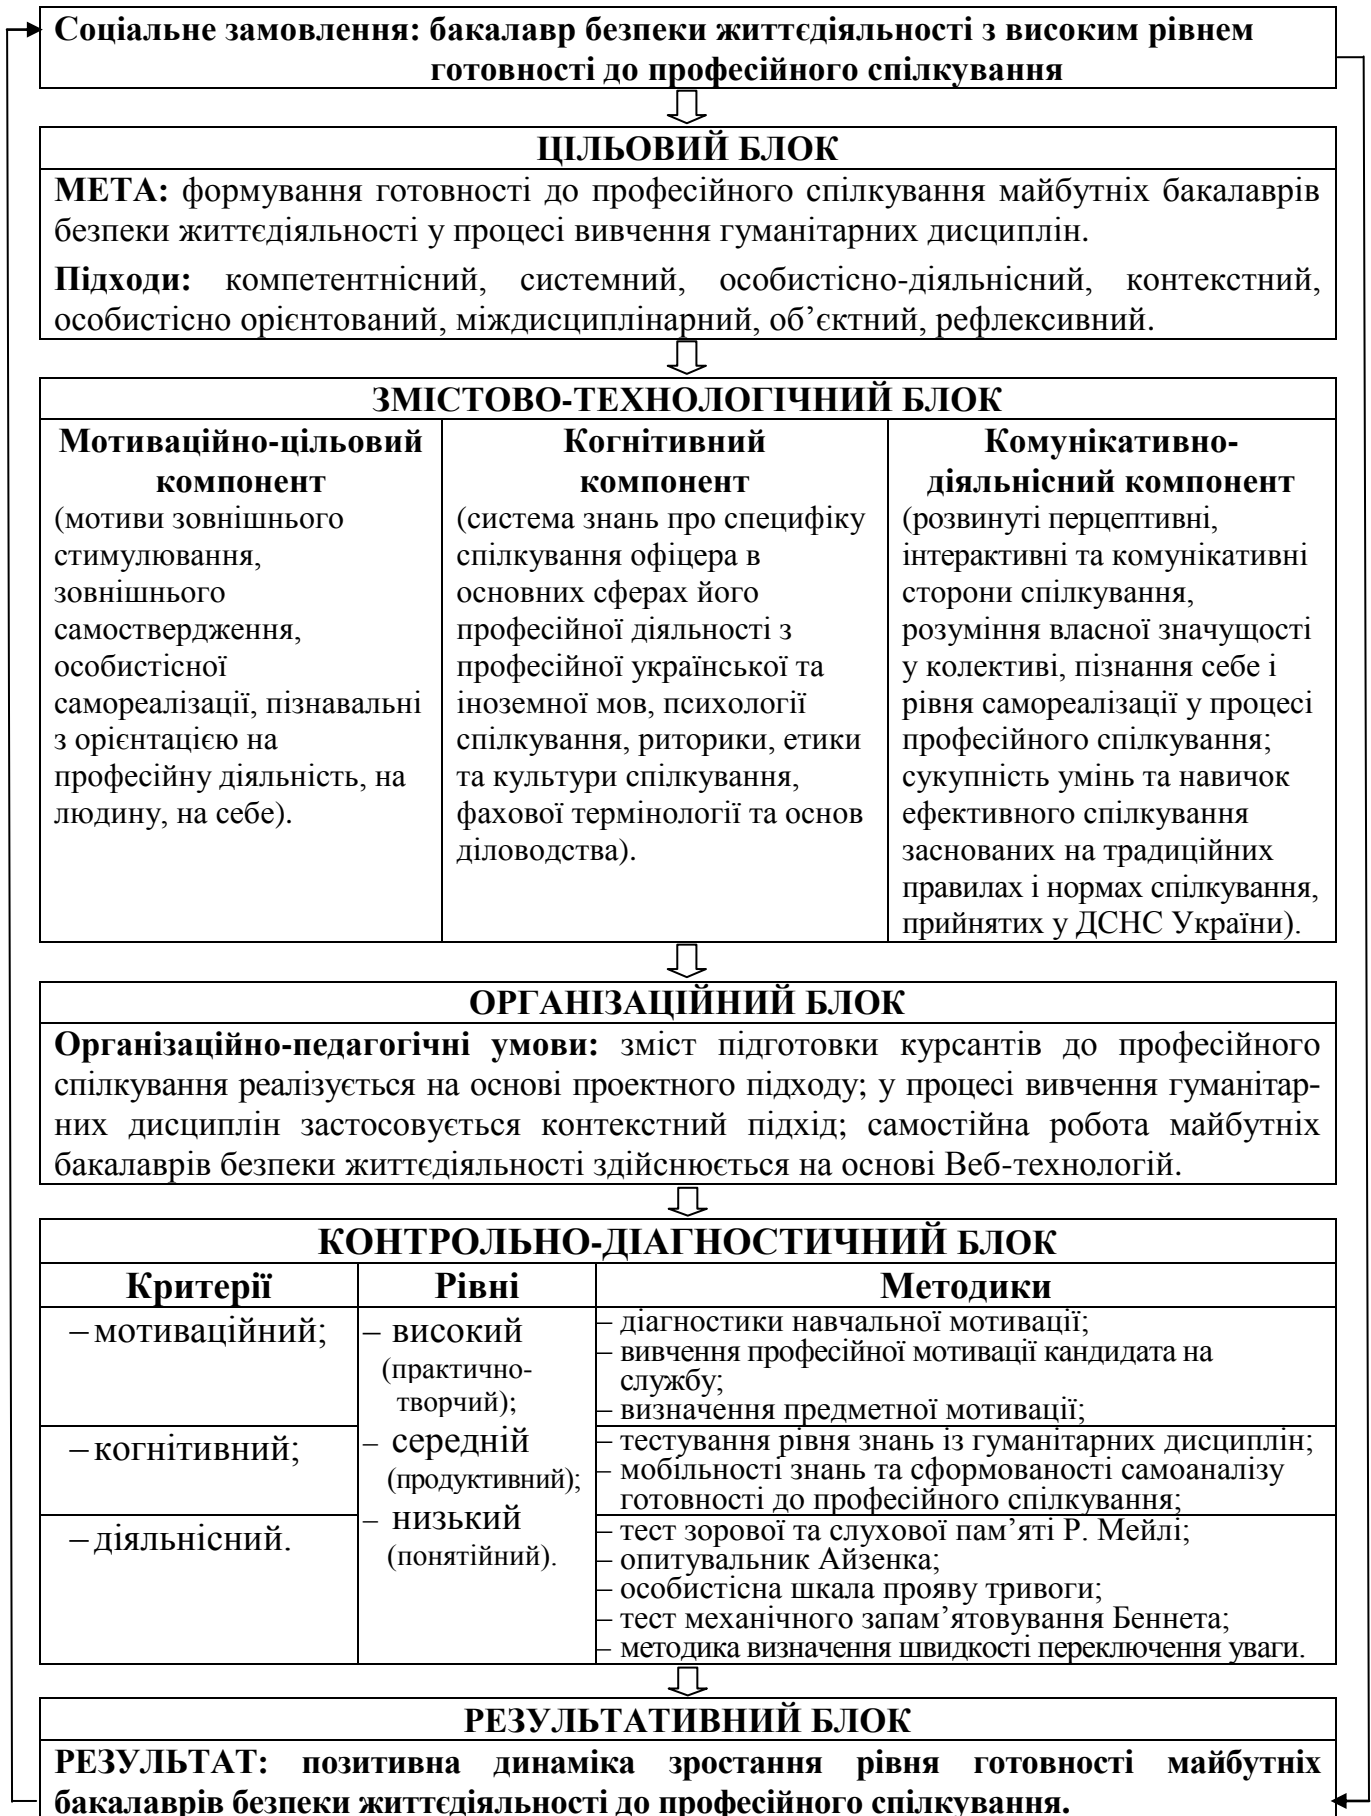 Соціальне замовлення: бакалавр безпеки життєдіяльності з високим рівнем
готовності до професійного спілкування
ЦІЛЬОВИЙ БЛОК
МЕТА: формування готовності до професійного спілкування майбутніх бакалаврів
безпеки життєдіяльності у процесі вивчення гуманітарних дисциплін.
Підходи: компетентнісний, системний, особистісно-діяльнісний, контекстний,
особистісно орієнтований, міждисциплінарний, об’єктний, рефлексивний.
ЗМІСТОВО-ТЕХНОЛОГІЧНИЙ БЛОК
Мотиваційно-цільовий
компонент
(мотиви зовнішнього
стимулювання,
зовнішнього
самоствердження,
особистісної
самореалізації, пізнавальні
з орієнтацією на
професійну діяльність, на
людину, на себе).
Когнітивний
компонент
(система знань про специфіку
спілкування офіцера в
основних сферах його
професійної діяльності з
професійної української та
іноземної мов, психології
спілкування, риторики, етики
та культури спілкування,
фахової термінології та основ
діловодства).
Комунікативно-
діяльнісний компонент
(розвинуті перцептивні,
інтерактивні та комунікативні
сторони спілкування,
розуміння власної значущості
у колективі, пізнання себе і
рівня самореалізації у процесі
професійного спілкування;
сукупність умінь та навичок
ефективного спілкування
заснованих на традиційних
правилах і нормах спілкування,
прийнятих у ДСНС України).
ОРГАНІЗАЦІЙНИЙ БЛОК
Організаційно-педагогічні умови: зміст підготовки курсантів до професійного
спілкування реалізується на основі проектного підходу; у процесі вивчення гуманітар-
них дисциплін застосовується контекстний підхід; самостійна робота майбутніх
бакалаврів безпеки життєдіяльності здійснюється на основі Веб-технологій.
КОНТРОЛЬНО-ДІАГНОСТИЧНИЙ БЛОК
Критерії
– мотиваційний;
– когнітивний;
– діяльнісний.
Рівні
– високий
(практично-
творчий);
– середній
(продуктивний);
– низький
(понятійний).
Методики
– діагностики навчальної мотивації;
– вивчення професійної мотивації кандидата на
службу;
– визначення предметної мотивації;
– тестування рівня знань із гуманітарних дисциплін;
– мобільності знань та сформованості самоаналізу
готовності до професійного спілкування;
– тест зорової та слухової пам’яті Р. Мейлі;
– опитувальник Айзенка;
– особистісна шкала прояву тривоги;
– тест механічного запам’ятовування Беннета;
– методика визначення швидкості переключення уваги.
РЕЗУЛЬТАТИВНИЙ БЛОК
РЕЗУЛЬТАТ: позитивна динаміка зростання рівня готовності майбутніх
бакалаврів безпеки життєдіяльності до професійного спілкування.